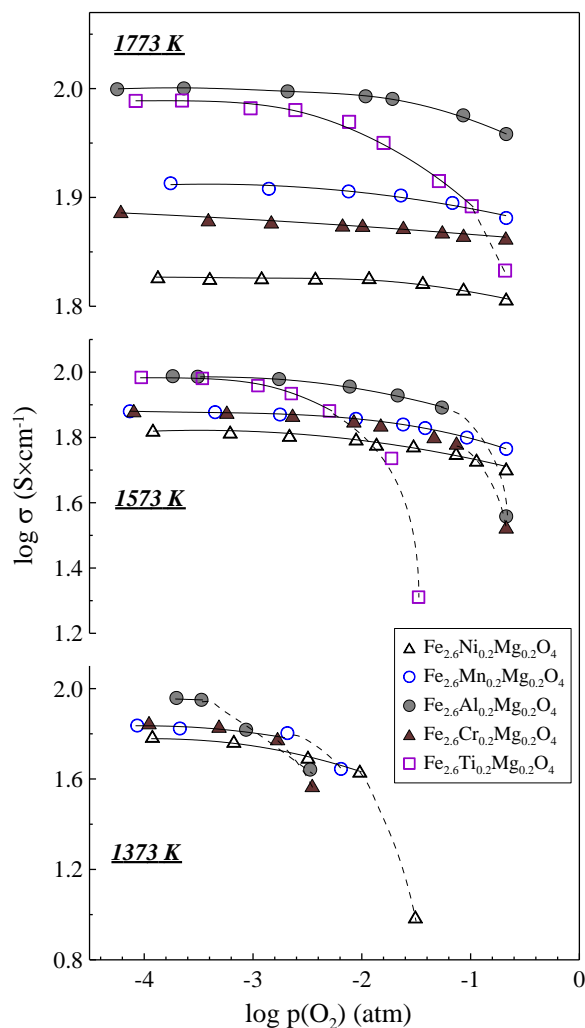 1773 K
2.0
1.9
1.8
2.0
1.8
1.6
1.4
1.2
1573 K
log σ (S×cm⁻¹)
Fe₂.₆Ni₀.₂Mg₀.₂O₄
Fe₂.₆Mn₀.₂Mg₀.₂O₄
Fe₂.₆Al₀.₂Mg₀.₂O₄
Fe₂.₆Cr₀.₂Mg₀.₂O₄
Fe₂.₆Ti₀.₂Mg₀.₂O₄
2.0
1.6
1.2
0.8
1373 K
-4 -3 -2 -1 0
log p(O₂) (atm)